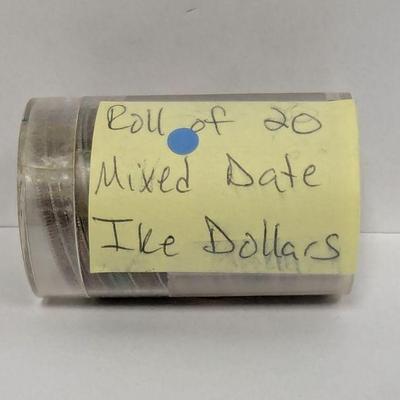 Roll of 20
Mixed Date
Ike Dollars